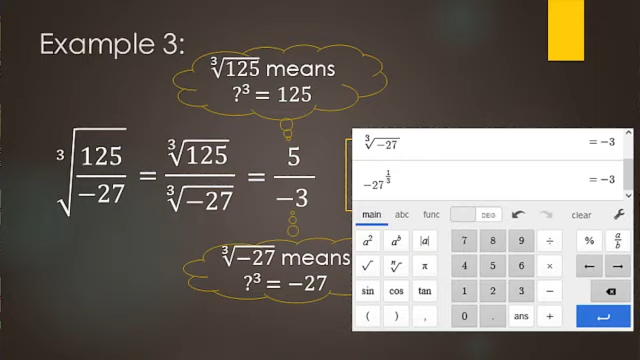 Example 3:
∛125 means
?³ = 125
∛(125/−27) = ∛125/∛−27 = 5/−3
∛−27 means
?³ = −27
∛−27 = −3
−27^(1/3) = −3
main abc func DEG clear
a² aᵇ |a| 7 8 9 ÷ % a/b
√ ⁿ√ π 4 5 6 × ← →
sin cos tan 1 2 3 −
( ) , 0 . ans +